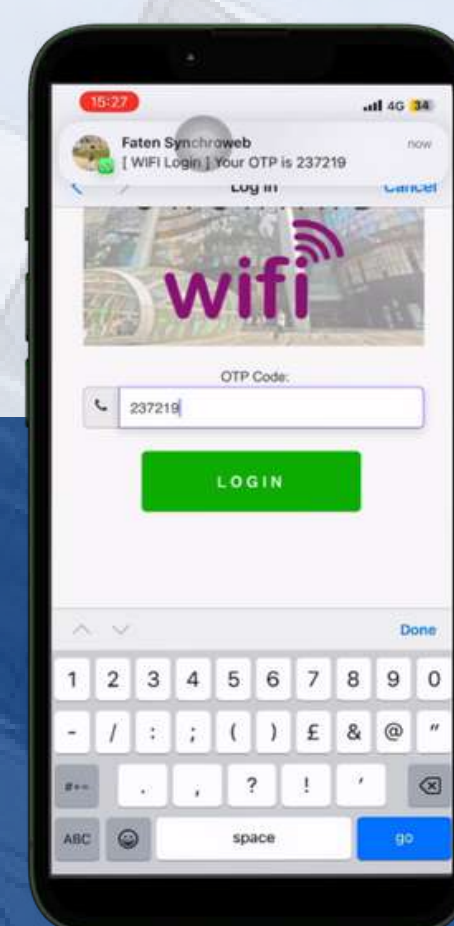 15:27
4G 34
Faten Synchroweb
now
[ WIFI Login ] Your OTP is 237219
Log in
Cancel
wifi
OTP Code:
237219
LOGIN
Done
1 2 3 4 5 6 7 8 9 0
- / : ; ( ) £ & @ "
#+= . , ? ! '
ABC space go